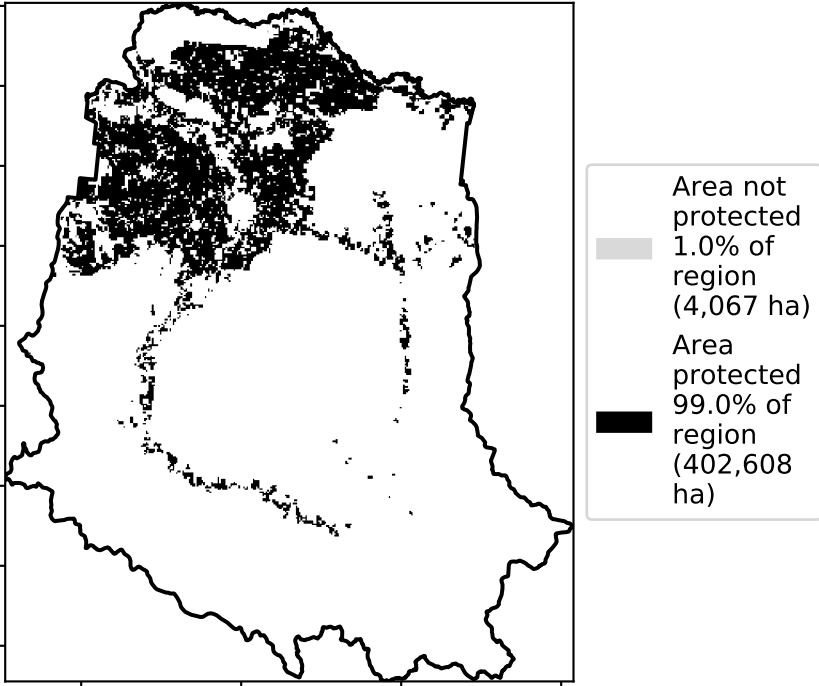 Area not
protected
1.0% of
region
(4,067 ha)
Area
protected
99.0% of
region
(402,608
ha)